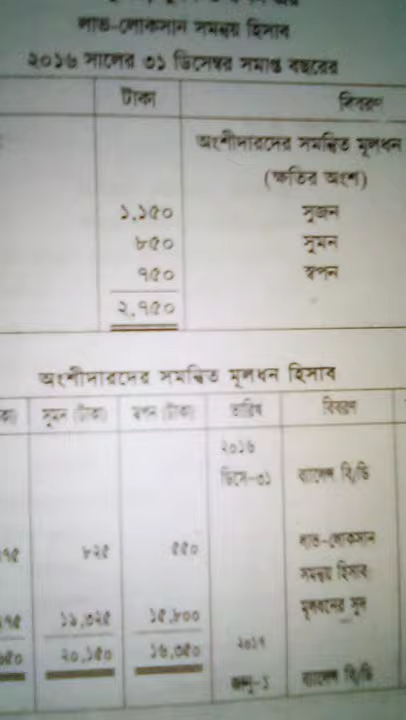 লাভ-লোকসান সমন্বয় হিসাব
২০১৬ সালের ৩১ ডিসেম্বর সমাপ্ত বছরের
টাকা বিবরণ
অংশীদারদের সমন্বিত মূলধন
(ক্ষতির অংশ)
১,১৫০ সুজন
৮৫০ সুমন
৭৫০ স্বপন
২,৭৫০
অংশীদারদের সমন্বিত মূলধন হিসাব
সুমন (টাকা) স্বপন (টাকা) তারিখ বিবরণ
২০১৬
ডিসে-৩১ ব্যালেন্স বি/ডি
৮২৫ ৫৫০ লাভ-লোকসান
সমন্বয় হিসাব
১৯,৩২৫ ১৫,৮০০ মূলধনের সুদ
২০,১৫০ ১৬,৩৫০ ২০১৭
জানু-১ ব্যালেন্স বি/ডি